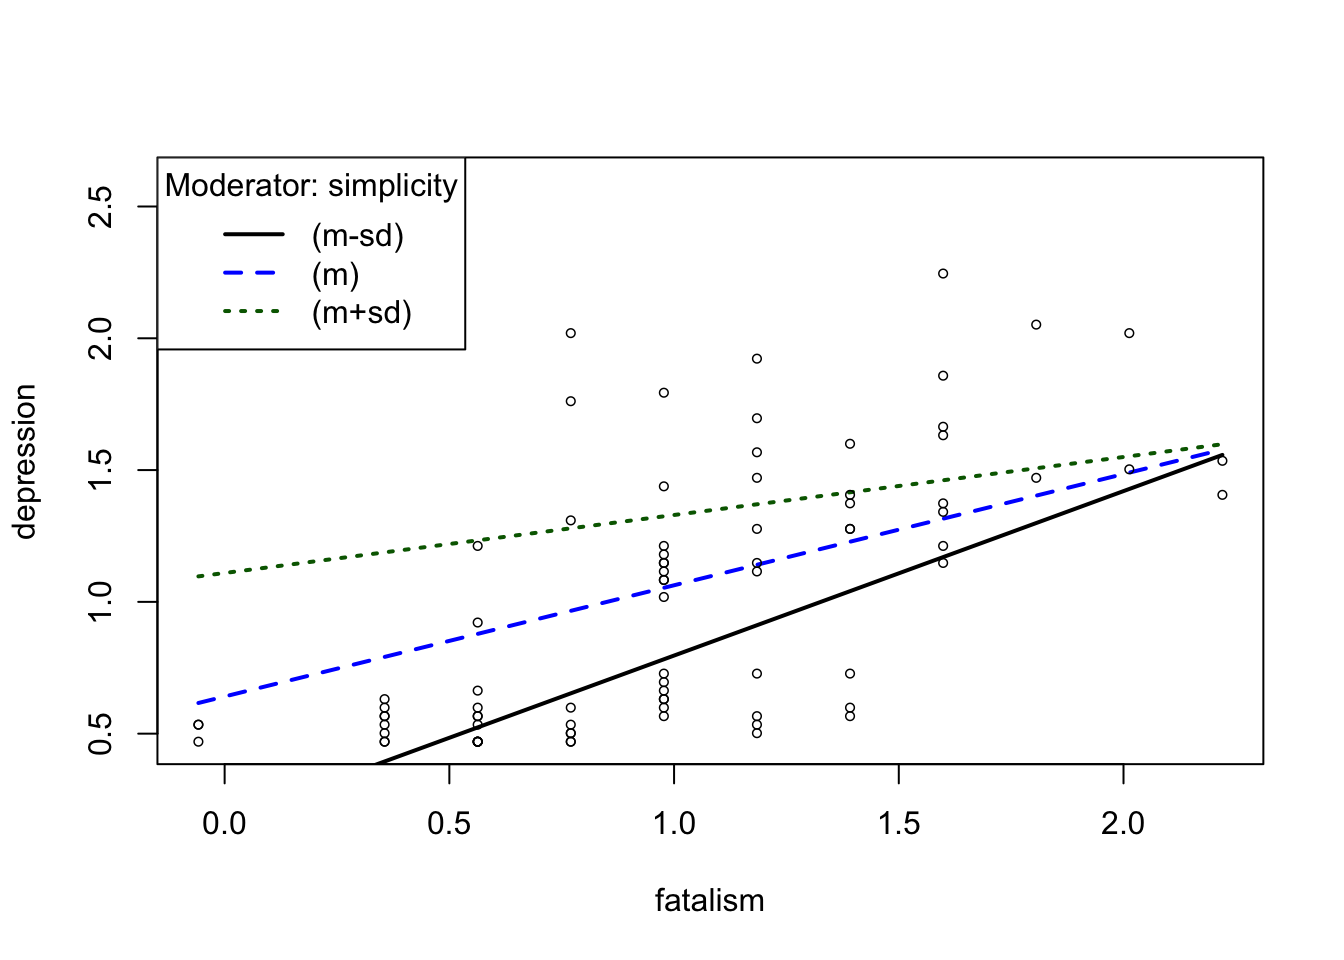 Moderator: simplicity
(m-sd)
(m)
(m+sd)
2.5
2.0
1.5
1.0
0.5
depression
0.0 0.5 1.0 1.5 2.0
fatalism